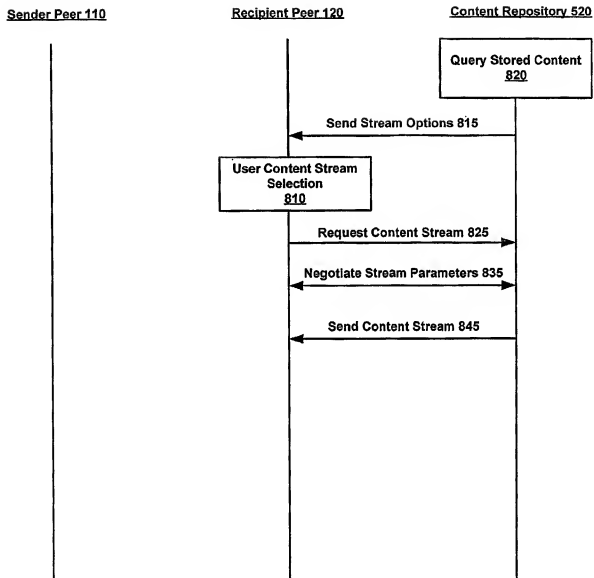 Sender Peer 110
Recipient Peer 120
Content Repository 520
Query Stored Content
820
Send Stream Options 815
User Content Stream
Selection
810
Request Content Stream 825
Negotiate Stream Parameters 835
Send Content Stream 845